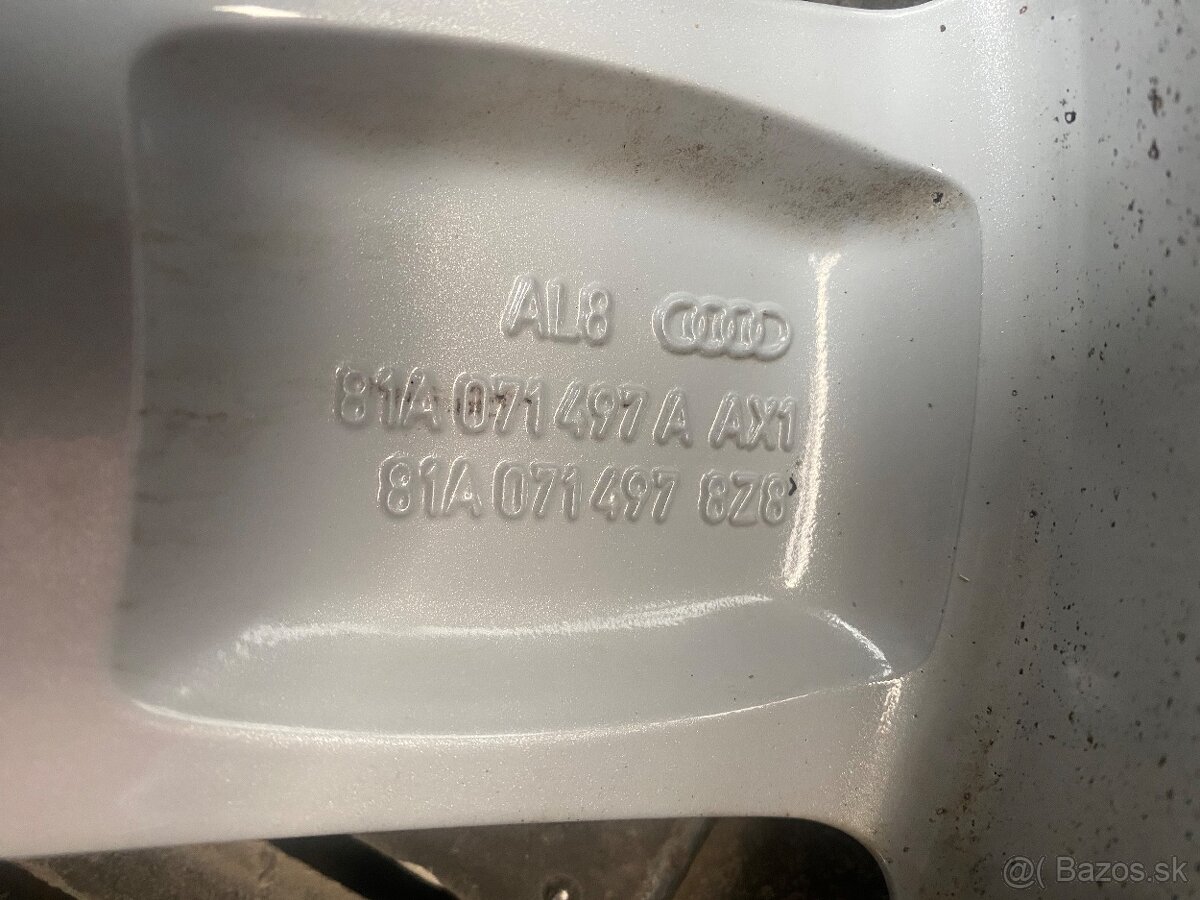 AL8
81A 071 497 A AX1
81A 071 497 8Z8
@( Bazos.sk